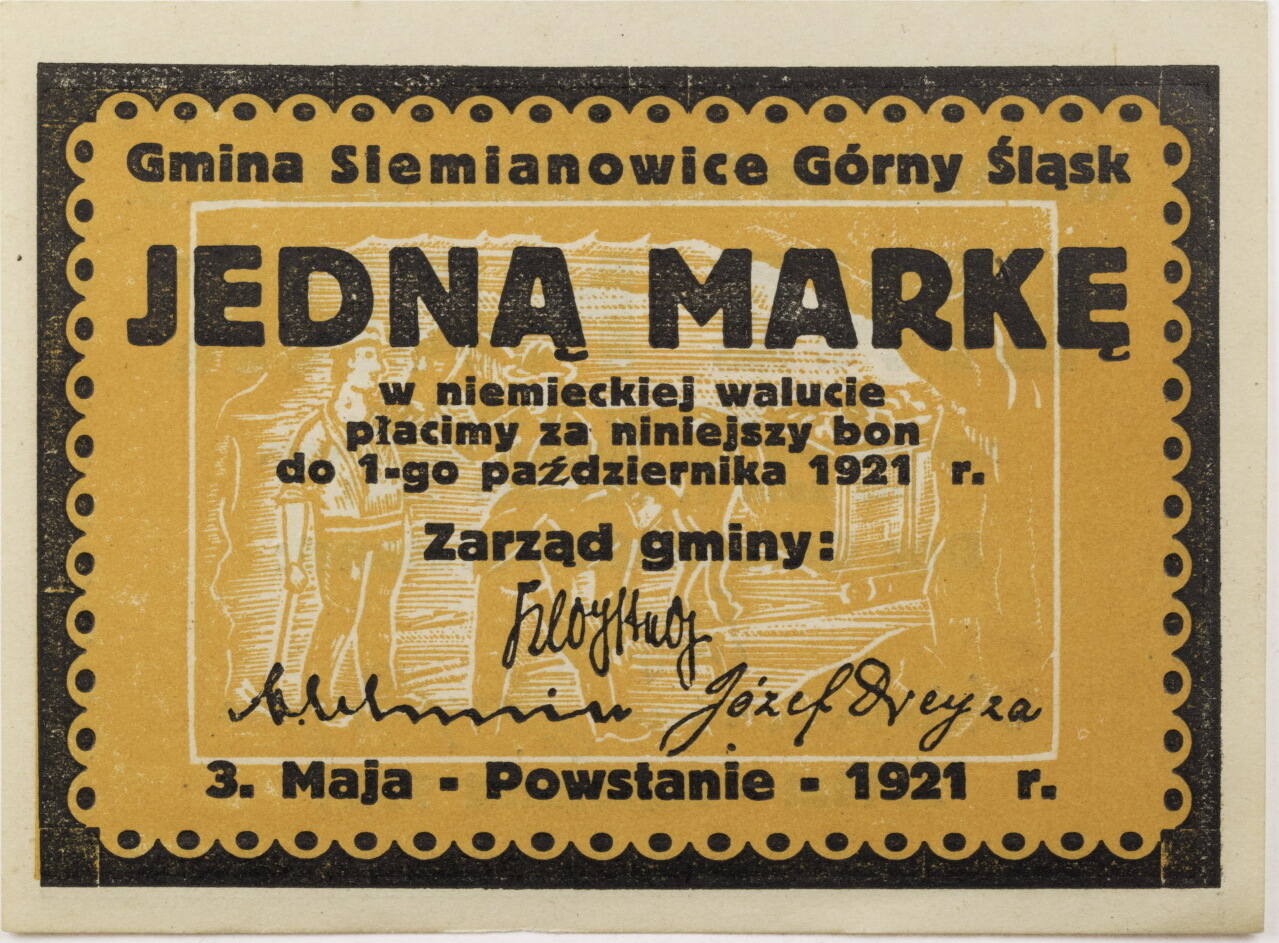 Gmina Siemianowice Górny Śląsk
JEDNĄ MARKĘ
w niemieckiej walucie
płacimy za niniejszy bon
do 1-go października 1921 r.
Zarząd gminy:
Józef Dreyza
3. Maja - Powstanie - 1921 r.